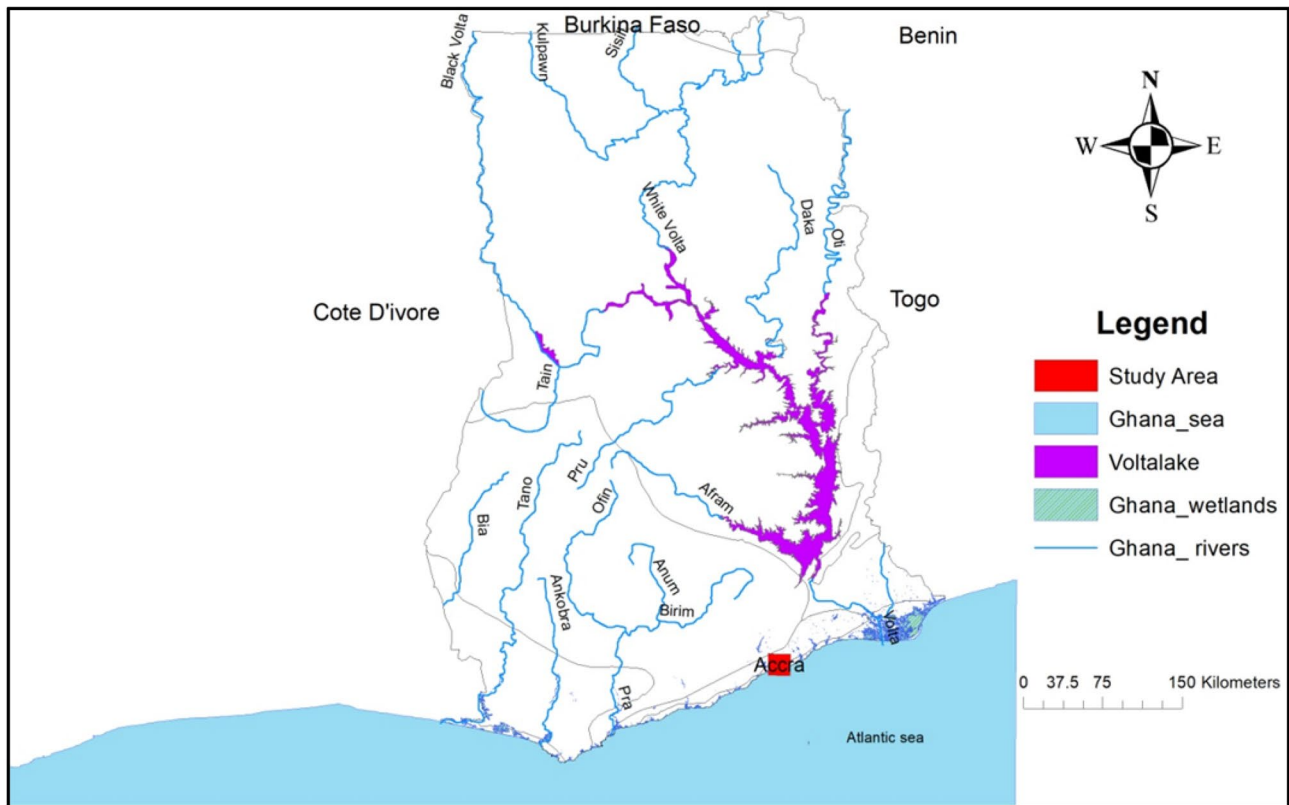 Burkina Faso
Benin
Black Volta
Kulpawn
Sisin
N
W
E
S
White Volta
Daka
Oti
Cote D'ivore
Togo
Tain
Legend
Study Area
Ghana_sea
Voltalake
Ghana_wetlands
Ghana_ rivers
Pru
Tano
Ofin
Afram
Bia
Anum
Ankobra
Birim
Volta
Accra
Pra
0 37.5 75 150 Kilometers
Atlantic sea